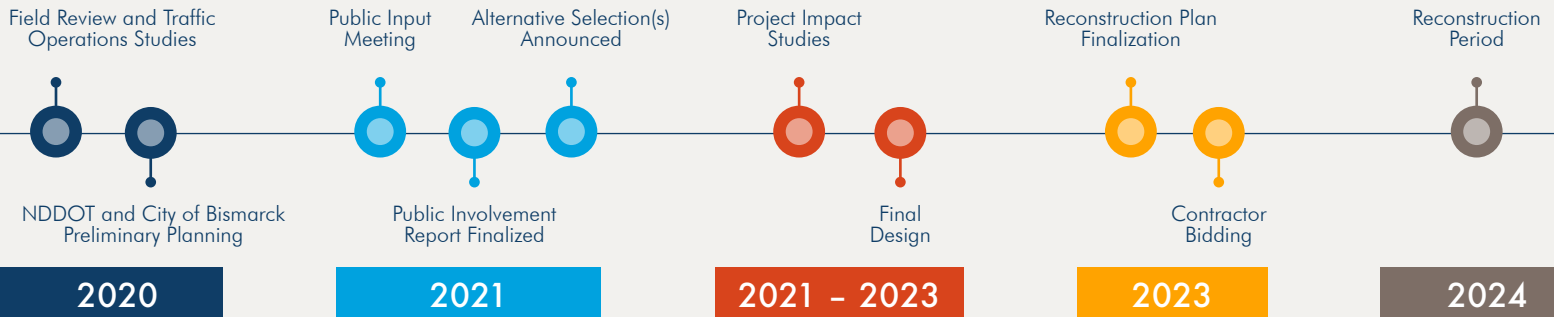 Field Review and Traffic
Operations Studies
Public Input
Meeting
Alternative Selection(s)
Announced
Project Impact
Studies
Reconstruction Plan
Finalization
Reconstruction
Period
NDDOT and City of Bismarck
Preliminary Planning
Public Involvement
Report Finalized
Final
Design
Contractor
Bidding
2020
2021
2021 – 2023
2023
2024